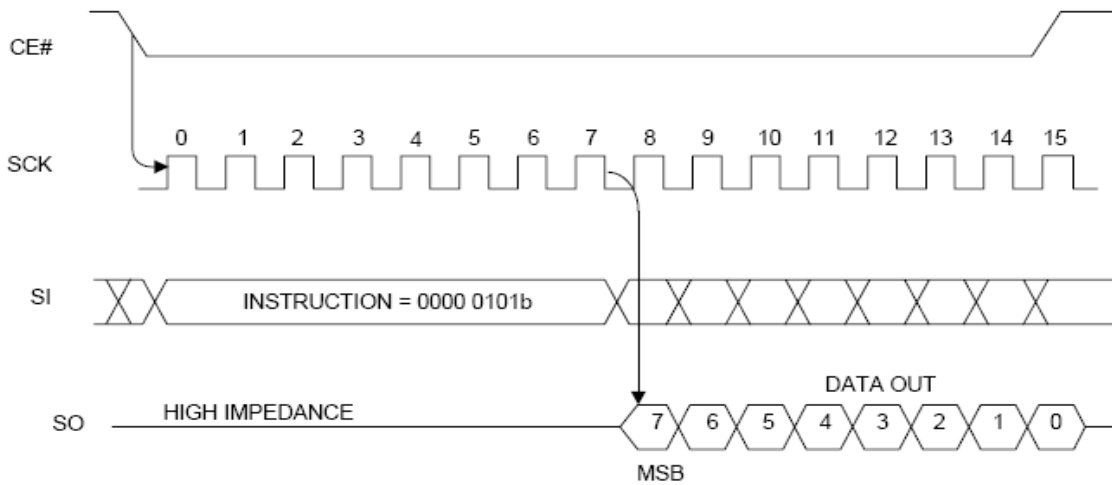 CE#
0 1 2 3 4 5 6 7 8 9 10 11 12 13 14 15
SCK
SI
INSTRUCTION = 0000 0101b
DATA OUT
HIGH IMPEDANCE
SO
7 6 5 4 3 2 1 0
MSB